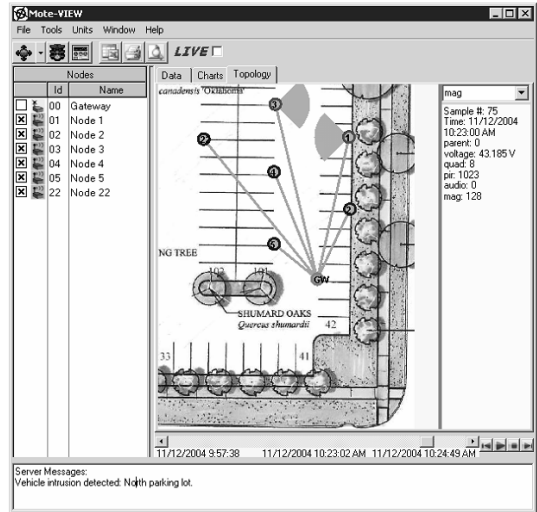 Mote-VIEW
File Tools Units Window Help
LIVE
Nodes
Id Name
00 Gateway
01 Node 1
02 Node 2
03 Node 3
04 Node 4
05 Node 5
22 Node 22
Data Charts Topology
canadensis 'Oklahoma'
3
2
1
4
2
5
GW
NG TREE
102 101
SHUMARD OAKS
Quercus shumardii
42
33
41
mag
Sample #: 75
Time: 11/12/2004
10:23:00 AM
parent: 0
voltage: 43.185 V
quad: 8
pir: 1023
audio: 0
mag: 128
11/12/2004 9:57:38 11/12/2004 10:23:02 AM 11/12/2004 10:24:49 AM
Server Messages:
Vehicle intrusion detected: North parking lot.